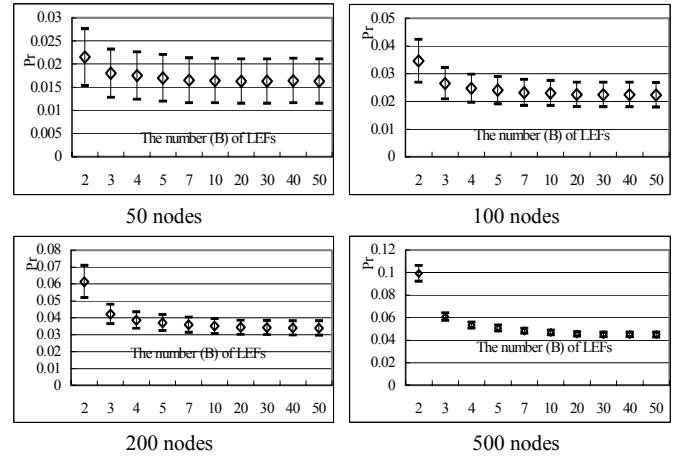 0.03
0.025
0.02
0.015
0.01
0.005
0
Pr
The number (B) of LEFs
2 3 4 5 7 10 20 30 40 50
50 nodes
0.05
0.04
0.03
0.02
0.01
0
Pr
The number (B) of LEFs
2 3 4 5 7 10 20 30 40 50
100 nodes
0.08
0.07
0.06
0.05
0.04
0.03
0.02
0.01
0
Pr
The number (B) of LEFs
2 3 4 5 7 10 20 30 40 50
200 nodes
0.12
0.1
0.08
0.06
0.04
0.02
0
Pr
The number (B) of LEFs
2 3 4 5 7 10 20 30 40 50
500 nodes